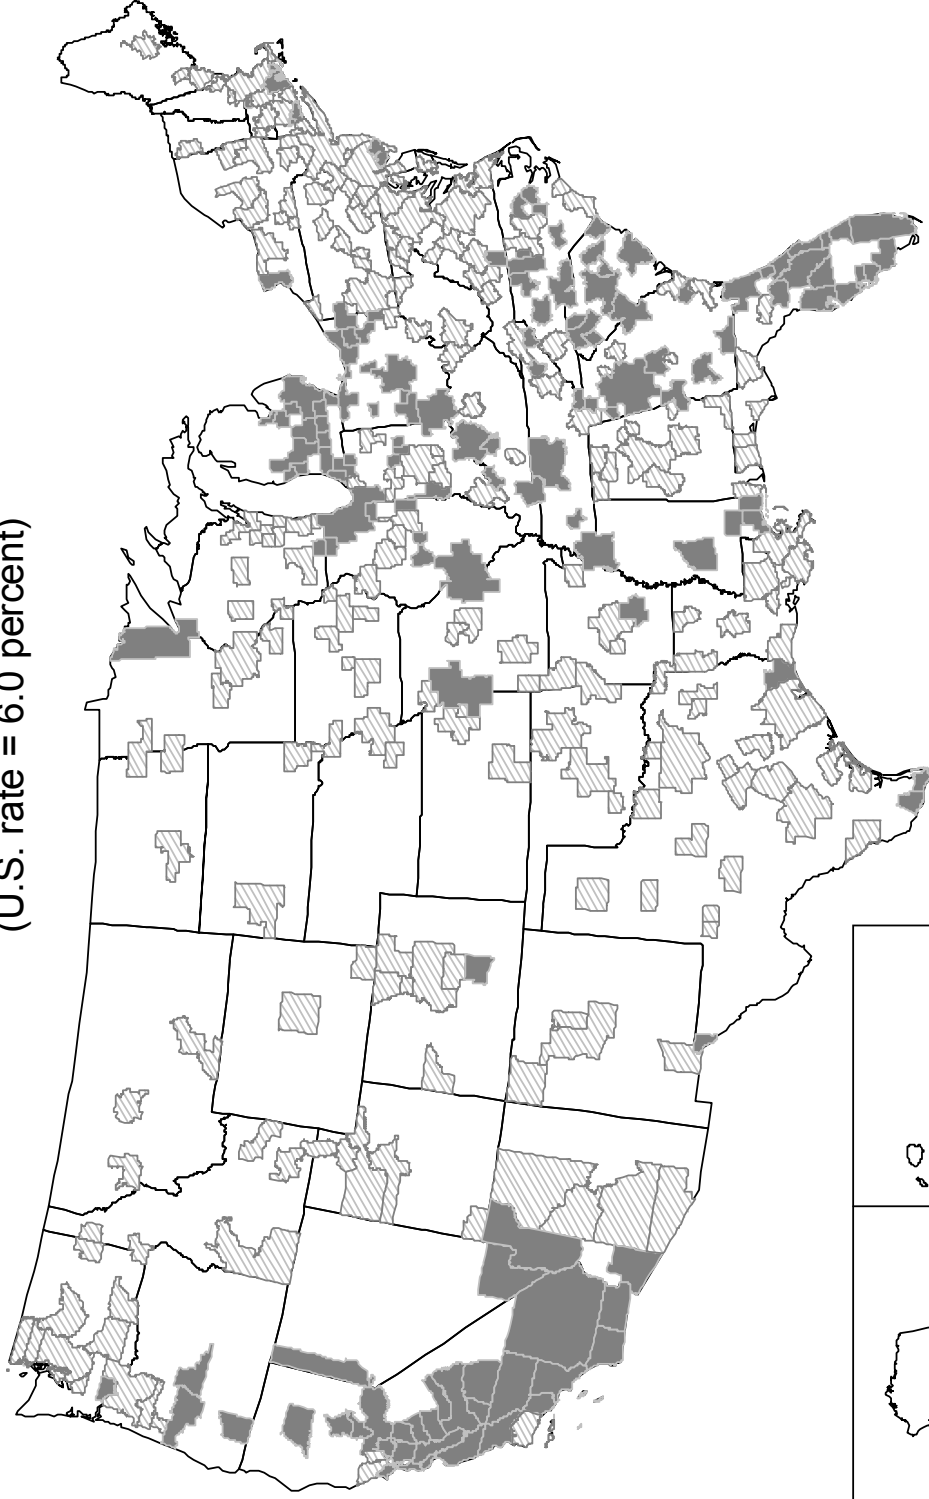 (U.S. rate = 6.0 percent)